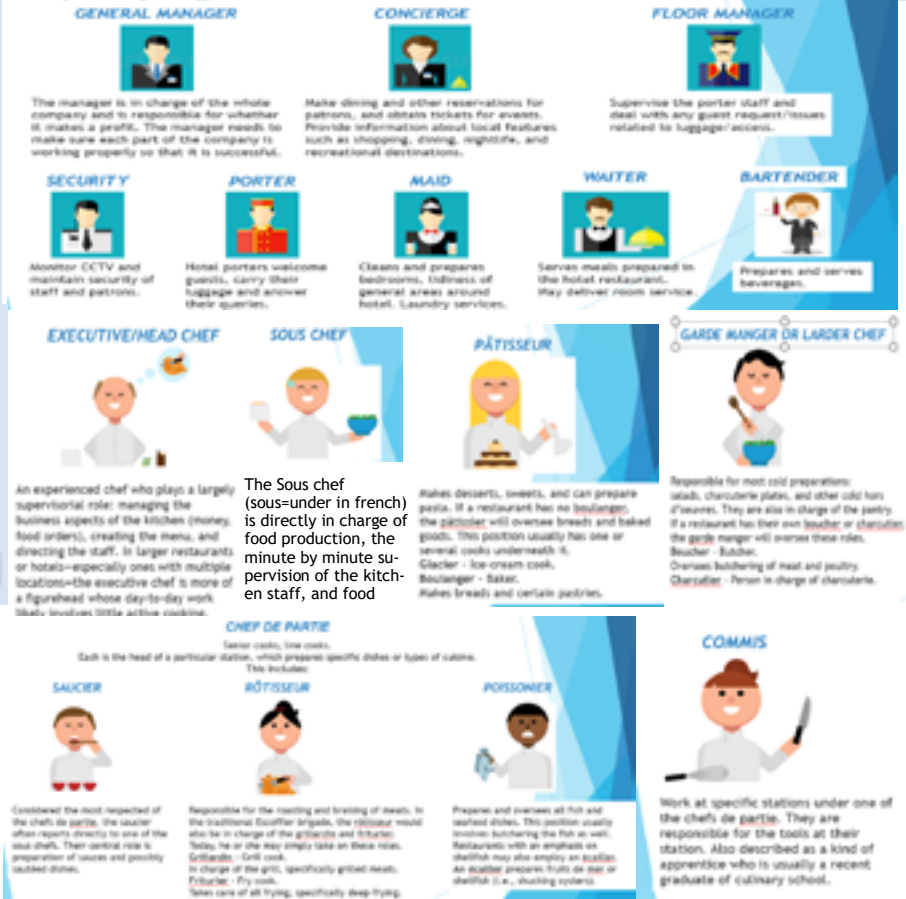 GENERAL MANAGER
The manager is in charge of the whole
company and is responsible for whether
it makes a profit. The manager needs to
make sure each part of the company is
working properly so that it is successful.
CONCIERGE
Make dining and other reservations for
patrons, and obtain tickets for events.
Provide information about local features
such as shopping, dining, nightlife, and
recreational destinations.
FLOOR MANAGER
Supervise the porter staff and
deal with any guest request/issues
related to luggage/access.
SECURITY
Monitor CCTV and
maintain security of
staff and patrons.
PORTER
Hotel porters welcome
guests, carry their
luggage and answer
their queries.
MAID
Cleans and prepares
bedrooms, tidiness of
general areas around
hotel. Laundry services.
WAITER
Serves meals prepared in
the hotel restaurant.
May deliver room service.
BARTENDER
Prepares and serves
beverages.
EXECUTIVE/HEAD CHEF
An experienced chef who plays a largely
supervisorial role: managing the
business aspects of the kitchen (money,
food orders), creating the menu, and
directing the staff. In larger restaurants
or hotels—especially ones with multiple
locations—the executive chef is more of
a figurehead whose day-to-day work
likely involves little active cooking.
SOUS CHEF
The Sous chef
(sous=under in french)
is directly in charge of
food production, the
minute by minute su-
pervision of the kitch-
en staff, and food
PÂTISSEUR
Makes desserts, sweets, and can prepare
pasta. If a restaurant has no boulanger,
the pâtissier will oversee breads and baked
goods. This position usually has one or
several cooks underneath it.
Glacier - Ice-cream cook.
Boulanger - Baker.
Makes breads and certain pastries.
GARDE MANGER OR LARDER CHEF
Responsible for most cold preparations:
salads, charcuterie plates, and other cold hors
d'oeuvres. They are also in charge of the pantry.
If a restaurant has their own boucher or charcutier,
the garde manger will oversee these roles.
Boucher - Butcher.
Oversees butchering of meat and poultry.
Charcutier - Person in charge of charcuterie.
CHEF DE PARTIE
Senior cooks, line cooks.
Each is the head of a particular station, which prepares specific dishes or types of cuisine.
This includes:
SAUCIER
Considered the most respected of
the chefs de partie, the saucier
often reports directly to one of the
sous chefs. Their central role is
preparation of sauces and possibly
sautéed dishes.
RÔTISSEUR
Responsible for the roasting and braising of meats. In
the traditional Escoffier brigade, the rôtisseur would
also be in charge of the grillardin and friturier.
Today, he or she may simply take on these roles.
Grillardin - Grill cook.
In charge of the grill, specifically grilled meats.
Friturier - Fry cook.
Takes care of all frying, specifically deep frying.
POISSONIER
Prepares and oversees all fish and
seafood dishes. This position usually
involves butchering the fish as well.
Restaurants with an emphasis on
shellfish may also employ an écailler.
An écailler prepares fruits de mer or
shellfish (i.e., shucking oysters).
COMMIS
Work at specific stations under one of
the chefs de partie. They are
responsible for the tools at their
station. Also described as a kind of
apprentice who is usually a recent
graduate of culinary school.